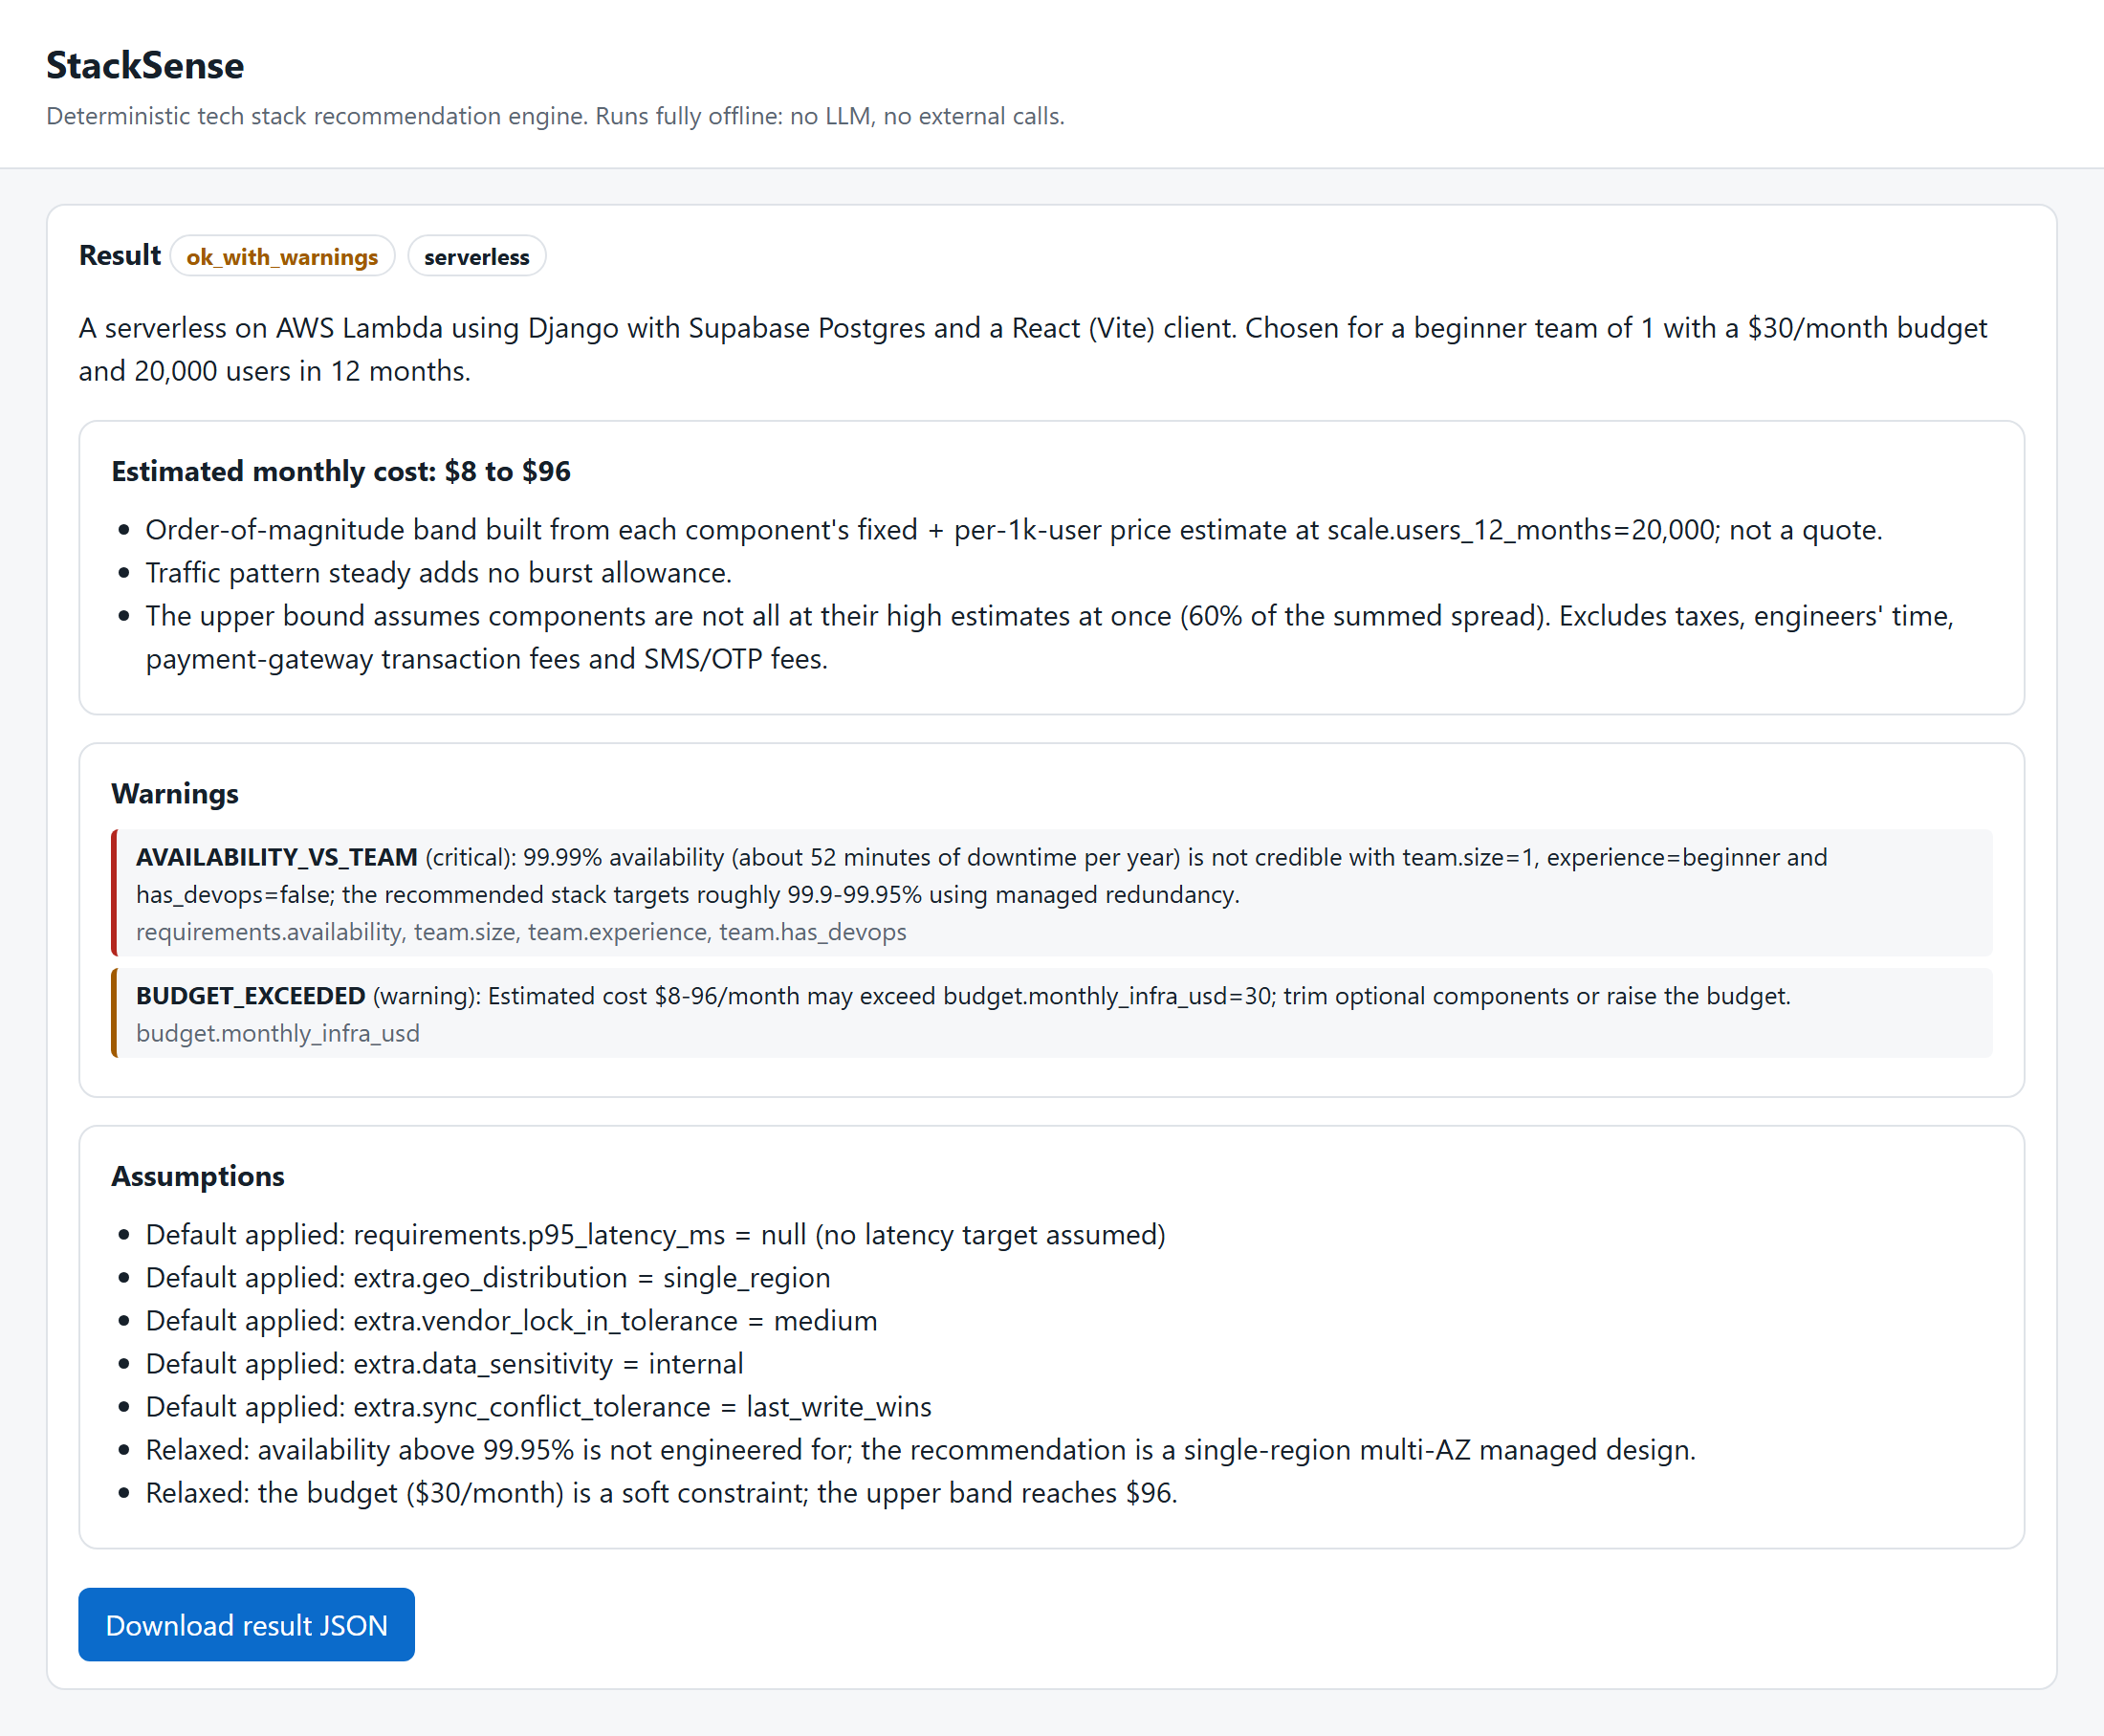 StackSense
Deterministic tech stack recommendation engine. Runs fully offline: no LLM, no external calls.
Result ok_with_warnings serverless
A serverless on AWS Lambda using Django with Supabase Postgres and a React (Vite) client. Chosen for a beginner team of 1 with a $30/month budget
and 20,000 users in 12 months.
Estimated monthly cost: $8 to $96
• Order-of-magnitude band built from each component's fixed + per-1k-user price estimate at scale.users_12_months=20,000; not a quote.
• Traffic pattern steady adds no burst allowance.
• The upper bound assumes components are not all at their high estimates at once (60% of the summed spread). Excludes taxes, engineers' time,
payment-gateway transaction fees and SMS/OTP fees.
Warnings
AVAILABILITY_VS_TEAM (critical): 99.99% availability (about 52 minutes of downtime per year) is not credible with team.size=1, experience=beginner and
has_devops=false; the recommended stack targets roughly 99.9-99.95% using managed redundancy.
requirements.availability, team.size, team.experience, team.has_devops
BUDGET_EXCEEDED (warning): Estimated cost $8-96/month may exceed budget.monthly_infra_usd=30; trim optional components or raise the budget.
budget.monthly_infra_usd
Assumptions
• Default applied: requirements.p95_latency_ms = null (no latency target assumed)
• Default applied: extra.geo_distribution = single_region
• Default applied: extra.vendor_lock_in_tolerance = medium
• Default applied: extra.data_sensitivity = internal
• Default applied: extra.sync_conflict_tolerance = last_write_wins
• Relaxed: availability above 99.95% is not engineered for; the recommendation is a single-region multi-AZ managed design.
• Relaxed: the budget ($30/month) is a soft constraint; the upper band reaches $96.
Download result JSON